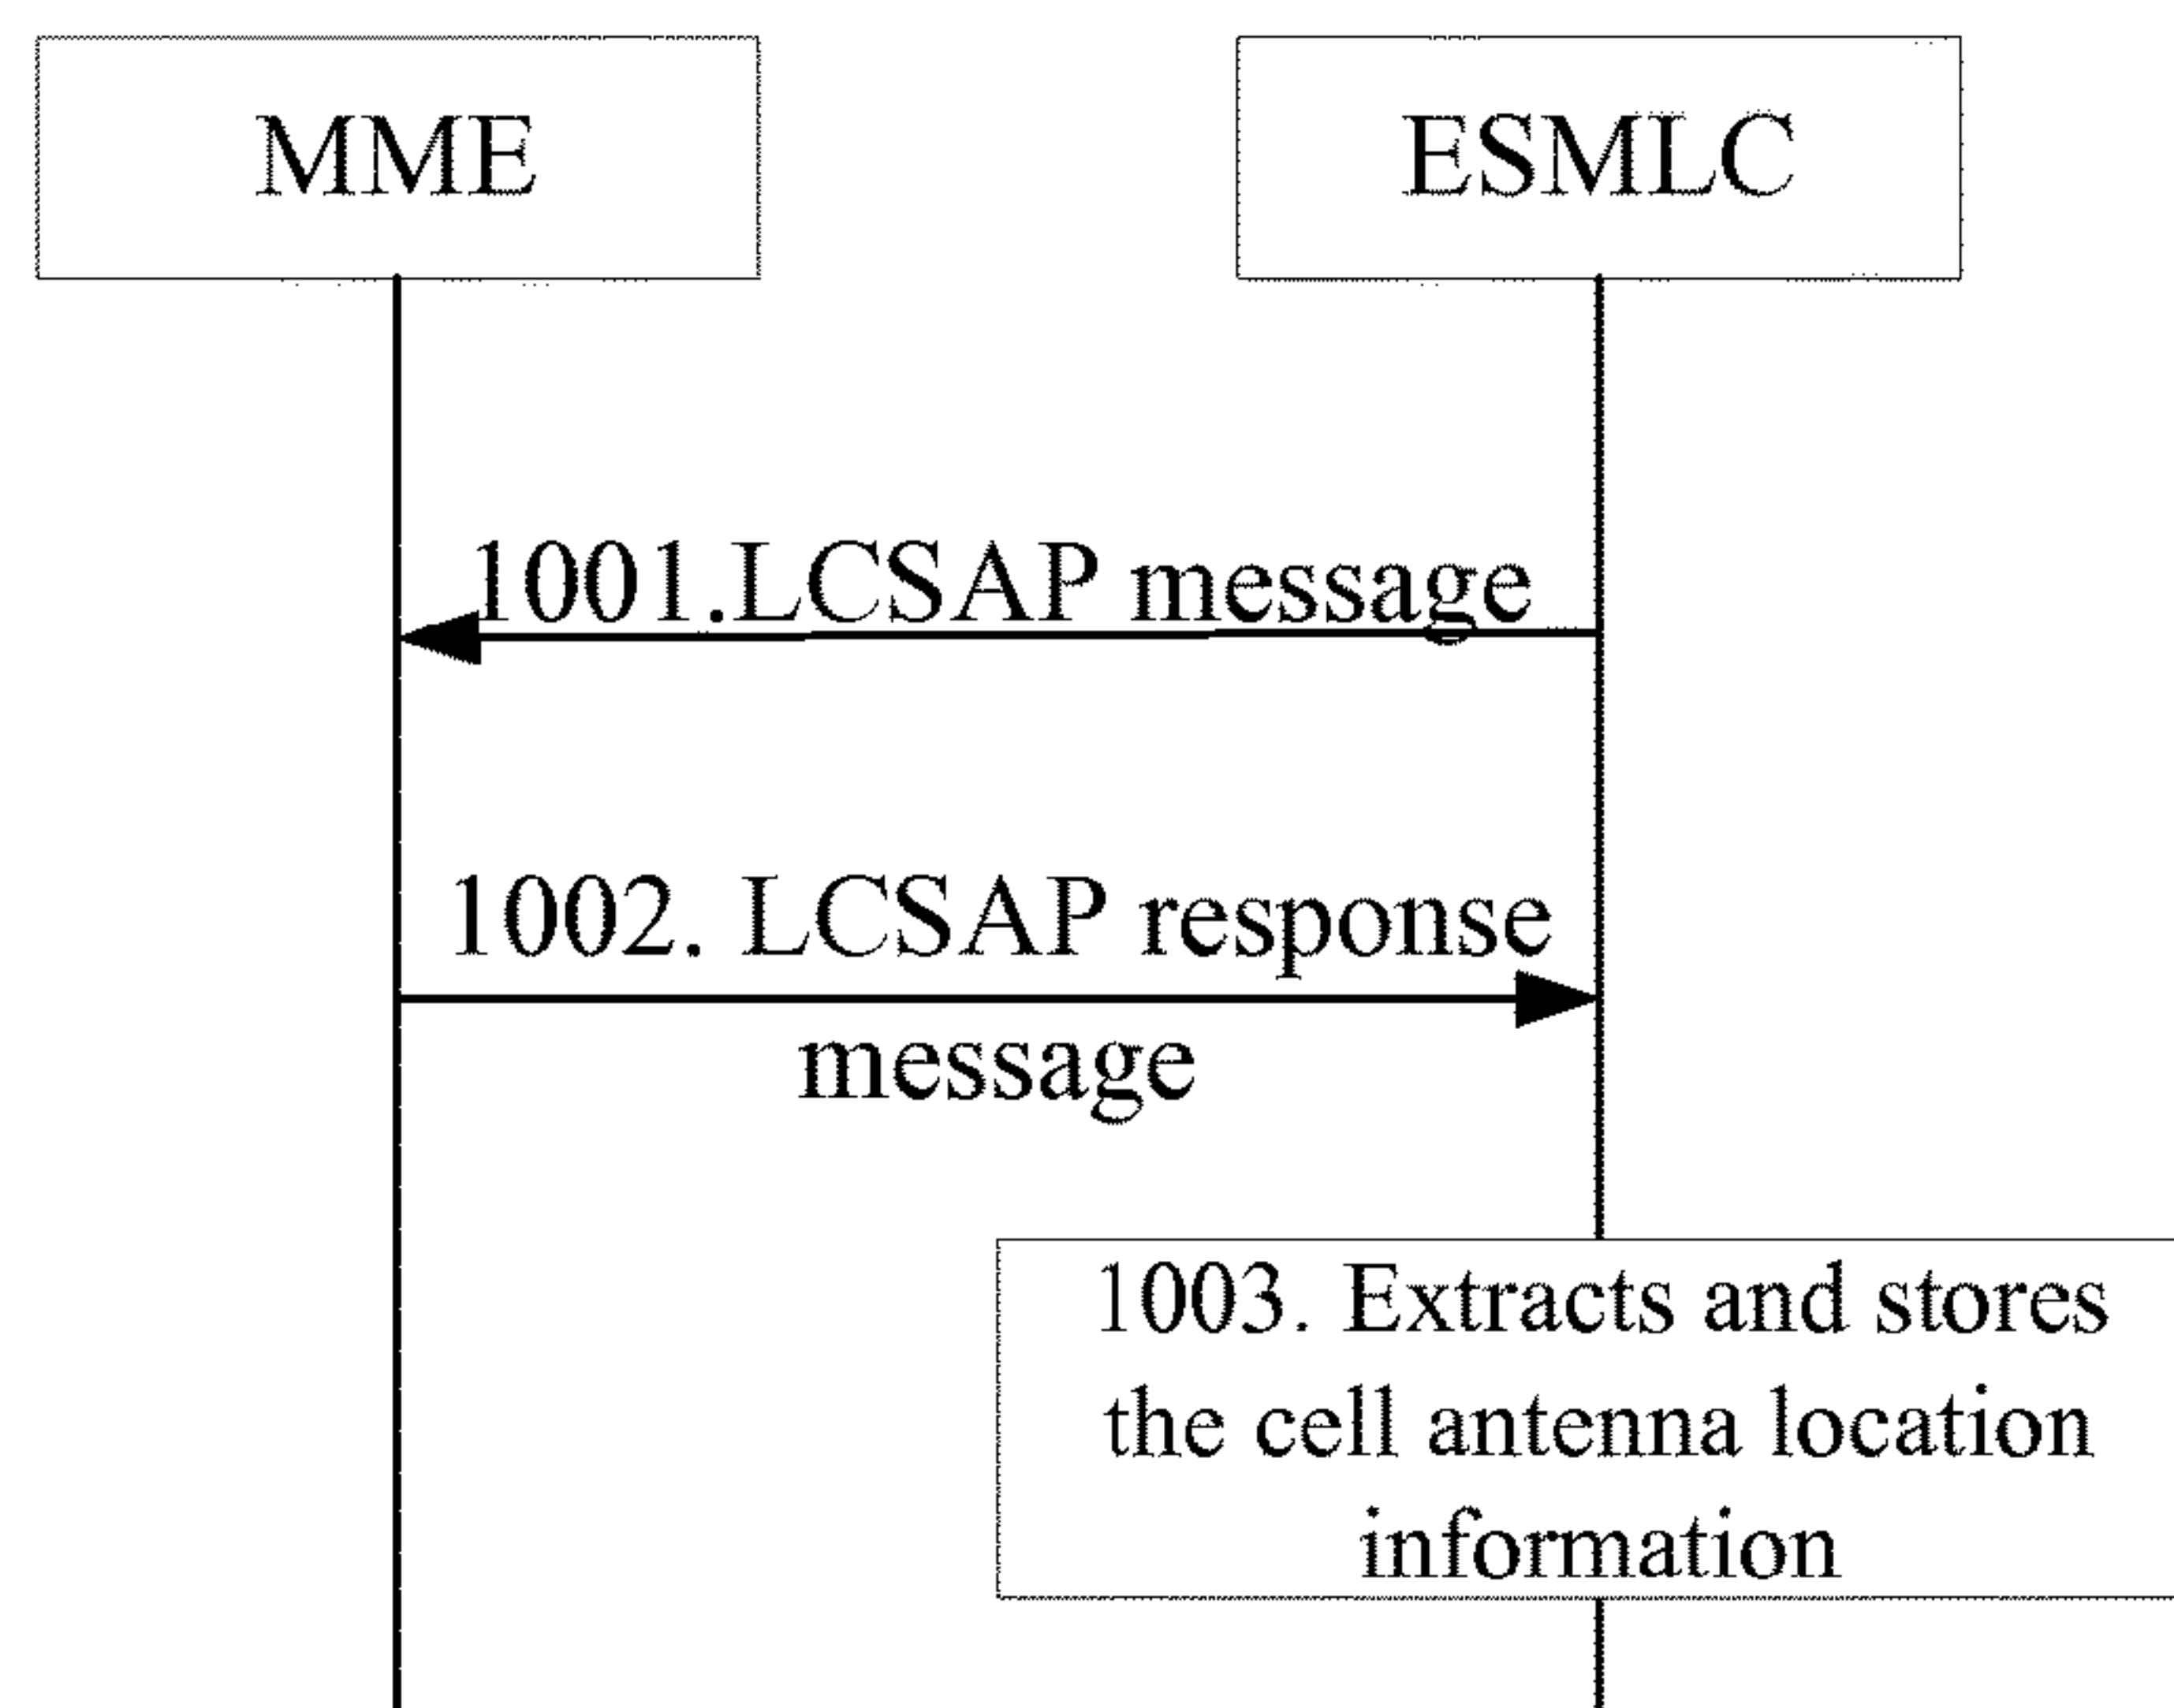 MME
ESMLC
1001.LCSAP message
1002. LCSAP response
message
1003. Extracts and stores
the cell antenna location
information